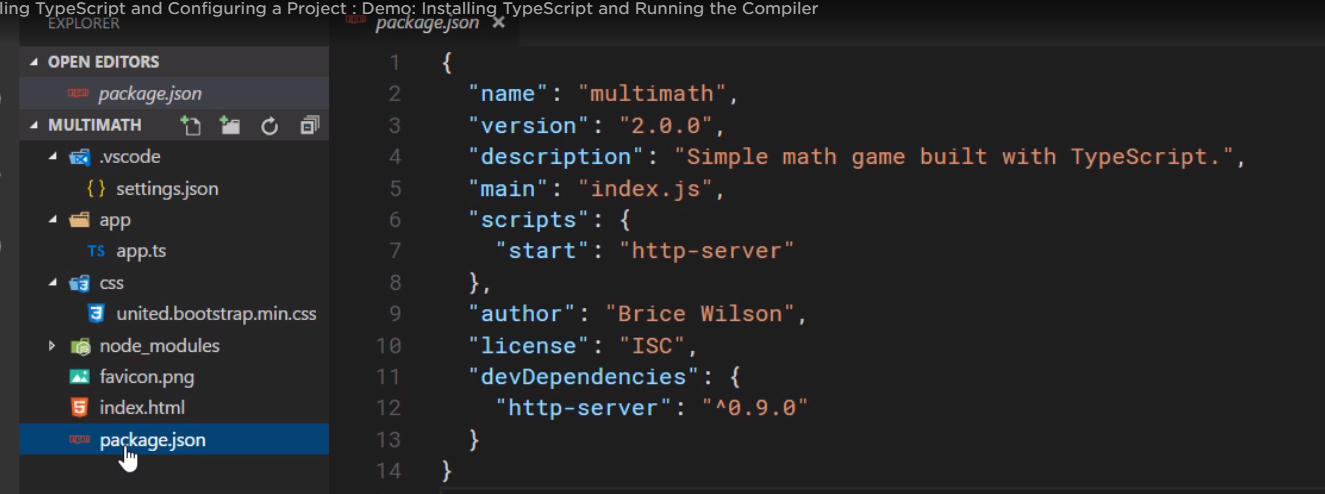 ling TypeScript and Configuring a Project : Demo: Installing TypeScript and Running the Compiler
EXPLORER
OPEN EDITORS
package.json
MULTIMATH
.vscode
{ } settings.json
app
TS app.ts
css
united.bootstrap.min.css
node_modules
favicon.png
index.html
package.json
package.json ×
1 {
2 "name": "multimath",
3 "version": "2.0.0",
4 "description": "Simple math game built with TypeScript.",
5 "main": "index.js",
6 "scripts": {
7 "start": "http-server"
8 },
9 "author": "Brice Wilson",
10 "license": "ISC",
11 "devDependencies": {
12 "http-server": "^0.9.0"
13 }
14 }